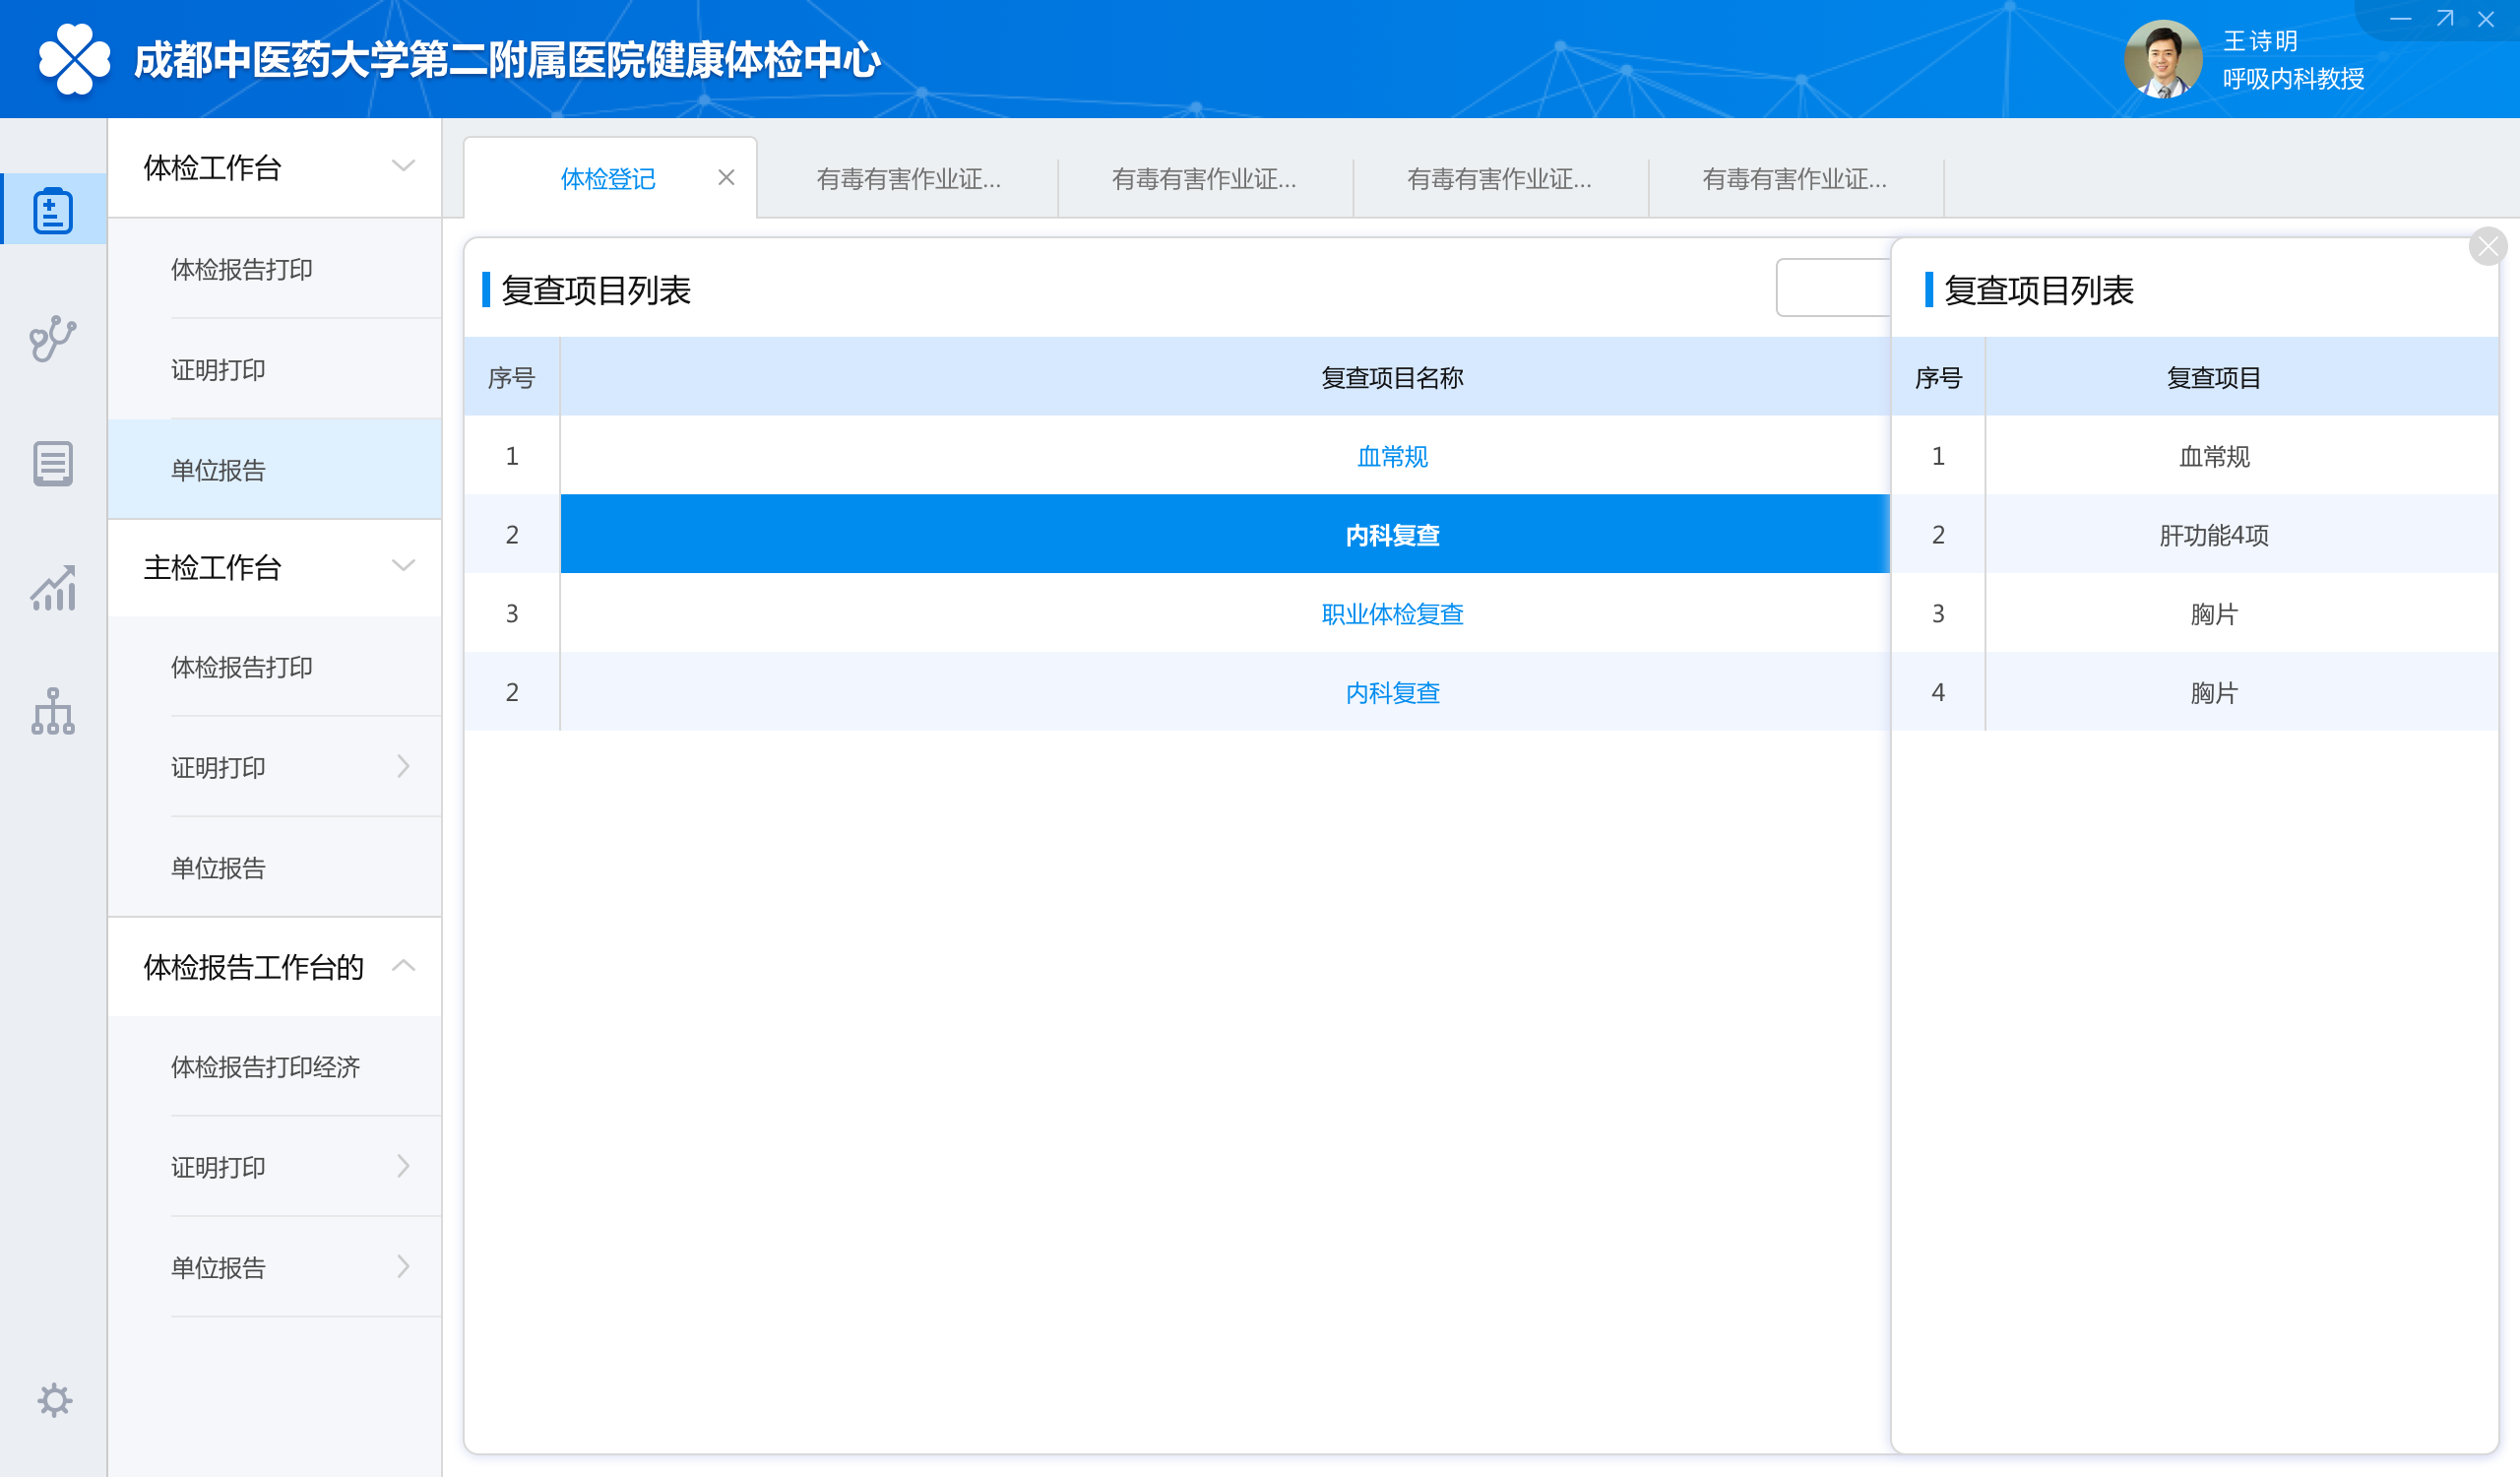 成都中医药大学第二附属医院健康体检中心
王诗明
呼吸内科教授
体检工作台
体检报告打印
证明打印
单位报告
主检工作台
体检报告打印
证明打印
单位报告
体检报告工作台的
体检报告打印经济
证明打印
单位报告
体检登记
有毒有害作业证...
有毒有害作业证...
有毒有害作业证...
有毒有害作业证...
复查项目列表
序号 复查项目名称
1 血常规
2 内科复查
3 职业体检复查
2 内科复查
复查项目列表
序号 复查项目
1 血常规
2 肝功能4项
3 胸片
4 胸片